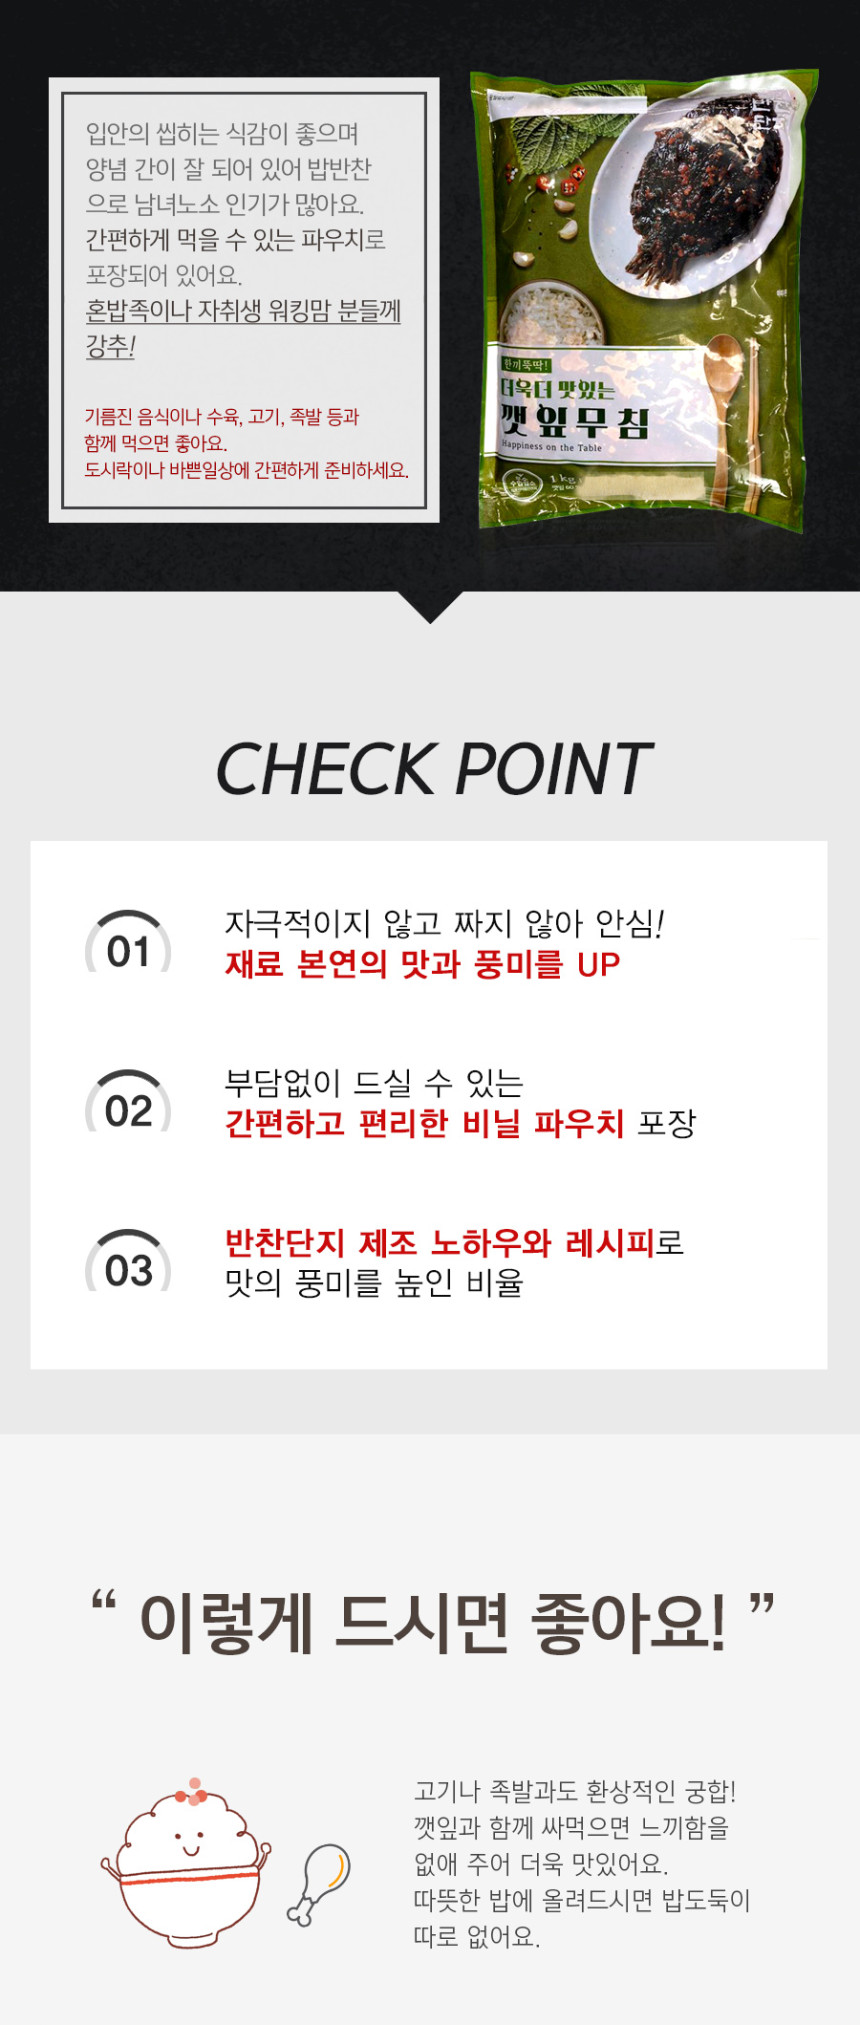 입안의 씹히는 식감이 좋으며
양념 간이 잘 되어 있어 밥반찬
으로 남녀노소 인기가 많아요.
간편하게 먹을 수 있는 파우치로
포장되어 있어요.
혼밥족이나 자취생 워킹맘 분들께
강추!
기름진 음식이나 수육, 고기, 족발 등과
함께 먹으면 좋아요.
도시락이나 바쁜일상에 간편하게 준비하세요.
한끼뚝딱!
더욱더 맛있는
깻잎무침
Happiness on the Table
1 kg
CHECK POINT
01
자극적이지 않고 짜지 않아 안심!
재료 본연의 맛과 풍미를 UP
02
부담없이 드실 수 있는
간편하고 편리한 비닐 파우치 포장
03
반찬단지 제조 노하우와 레시피로
맛의 풍미를 높인 비율
“ 이렇게 드시면 좋아요! ”
고기나 족발과도 환상적인 궁합!
깻잎과 함께 싸먹으면 느끼함을
없애 주어 더욱 맛있어요.
따뜻한 밥에 올려드시면 밥도둑이
따로 없어요.